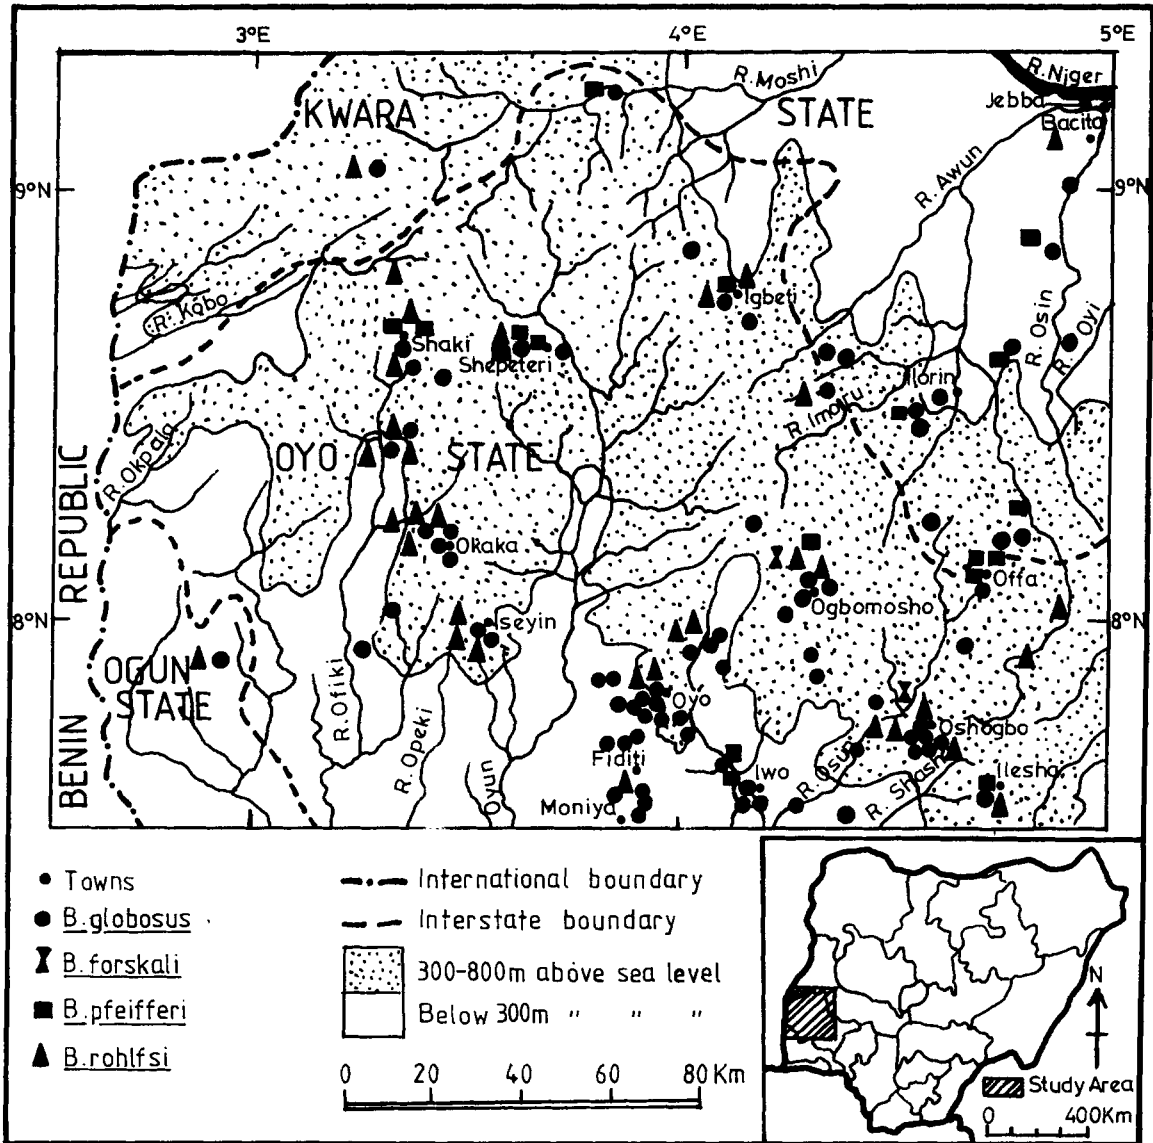 3°E 4°E 5°E
R.Moshi
R.Niger
Jebba
KWARA STATE
Bacita
9°N 9°N
R. Awun
R. Kobo
Igbeti
R. Osin
R. Oyi
Shaki
Shepeteri
Ilorin
R. Imoru
R. Okpala
OYO STATE
Okaka
Offa
Ogbomosho
8°N 8°N
Iseyin
OGUN
STATE
BENIN REPUBLIC
R.Ofiki
R. Opeki
Oyun
Oyo
Oshogbo
Fiditi
Iwo
R. Osun
R. Shasha
Ilesha
Moniya
Towns
B.globosus
B.forskali
B.pfeifferi
B.rohlfsi
International boundary
Interstate boundary
300-800m above sea level
Below 300m " " "
0 20 40 60 80 Km
N
Study Area
0 400Km